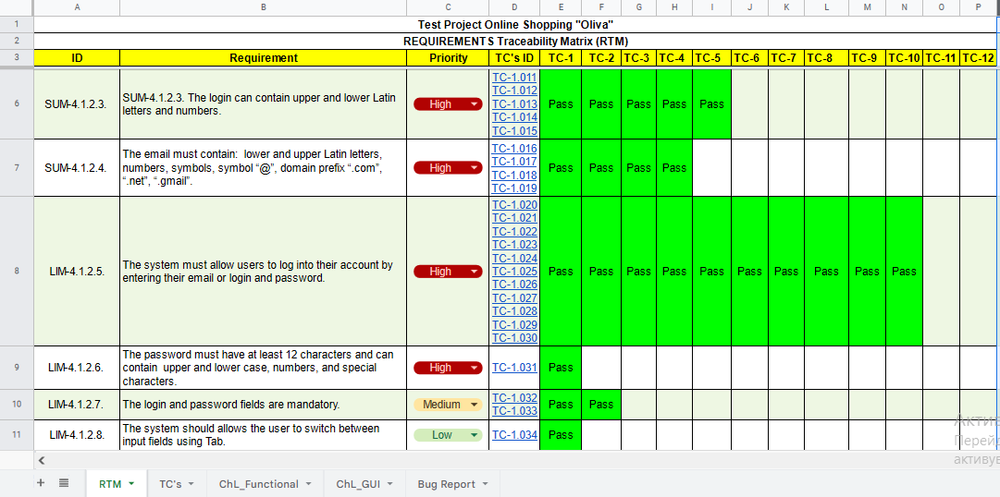 A B C D E F G H I J K L M N O P
1 Test Project Online Shopping "Oliva"
2 REQUIREMENTS Traceability Matrix (RTM)
3 ID Requirement Priority TC's ID TC-1 TC-2 TC-3 TC-4 TC-5 TC-6 TC-7 TC-8 TC-9 TC-10 TC-11 TC-12
6 SUM-4.1.2.3. SUM-4.1.2.3. The login can contain upper and lower Latin
letters and numbers.
High
TC-1.011
TC-1.012
TC-1.013
TC-1.014
TC-1.015
Pass Pass Pass Pass Pass
7 SUM-4.1.2.4. The email must contain:  lower and upper Latin letters,
numbers, symbols, symbol “@”, domain prefix “.com”,
“.net”, “.gmail”.
High
TC-1.016
TC-1.017
TC-1.018
TC-1.019
Pass Pass Pass Pass
8 LIM-4.1.2.5. The system must allow users to log into their account by
entering their email or login and password.
High
TC-1.020
TC-1.021
TC-1.022
TC-1.023
TC-1.024
TC-1.025
TC-1.026
TC-1.027
TC-1.028
TC-1.029
TC-1.030
Pass Pass Pass Pass Pass Pass Pass Pass Pass Pass
9 LIM-4.1.2.6. The password must have at least 12 characters and can
contain  upper and lower case, numbers, and special
characters.
High
TC-1.031
Pass
10 LIM-4.1.2.7. The login and password fields are mandatory.
Medium
TC-1.032
TC-1.033
Pass Pass
11 LIM-4.1.2.8. The system should allows the user to switch between
input fields using Tab.
Low
TC-1.034
Pass
RTM TC's ChL_Functional ChL_GUI Bug Report